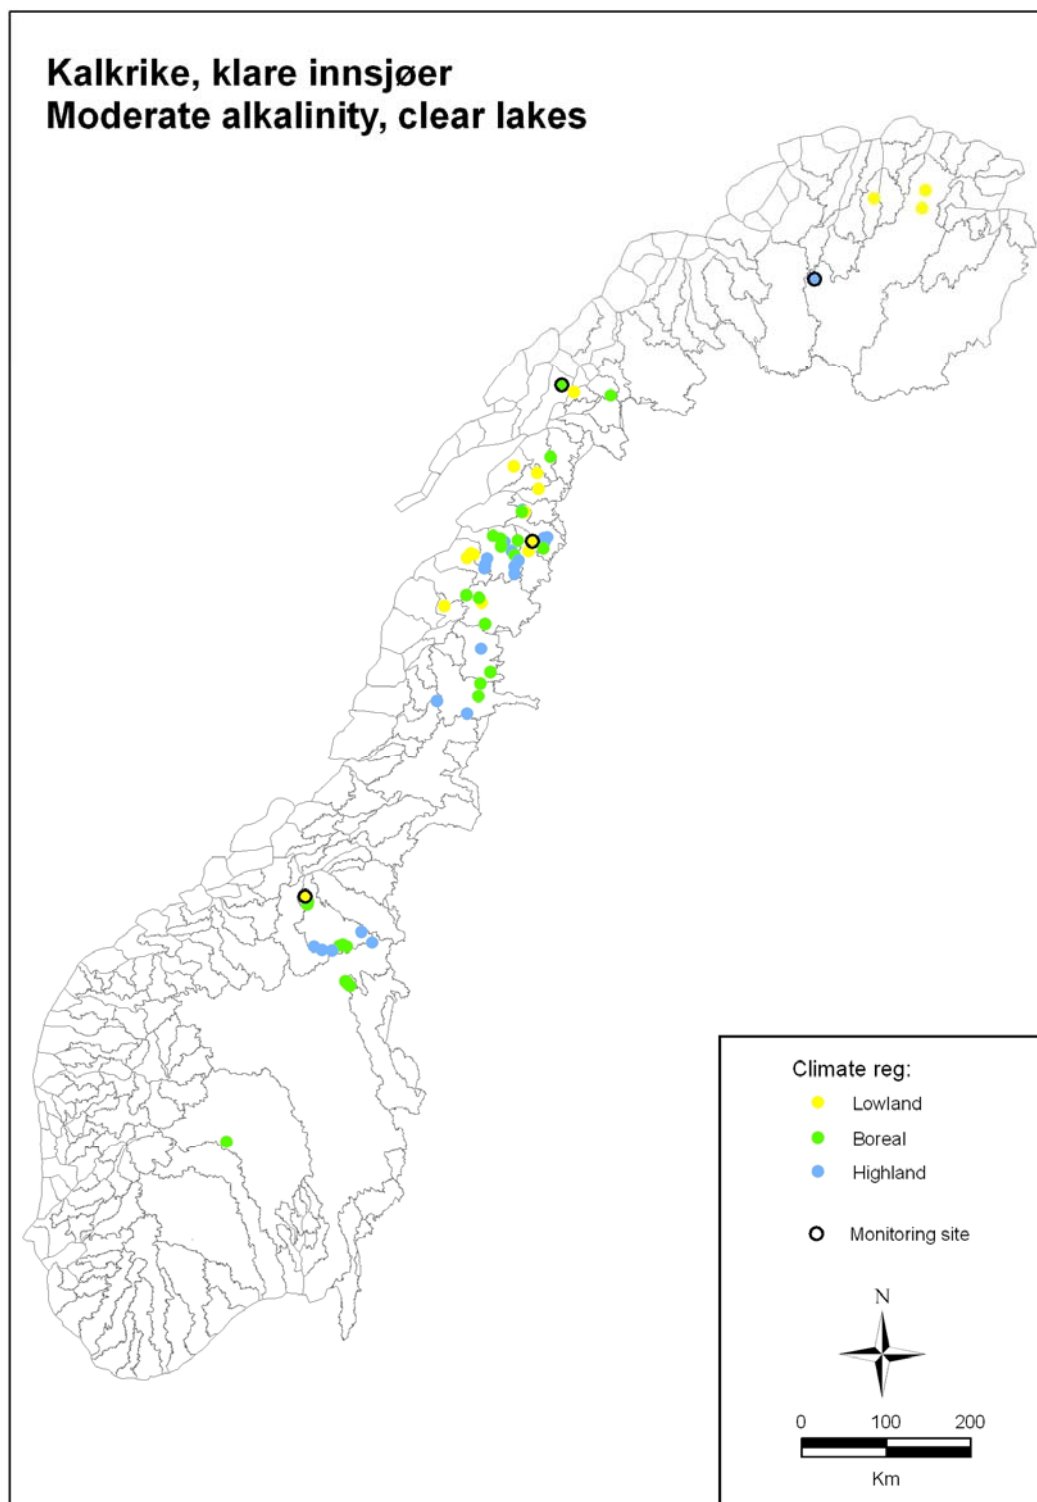 Kalkrike, klare innsjøer
Moderate alkalinity, clear lakes
Climate reg:
Lowland
Boreal
Highland
Monitoring site
N
0 100 200
Km